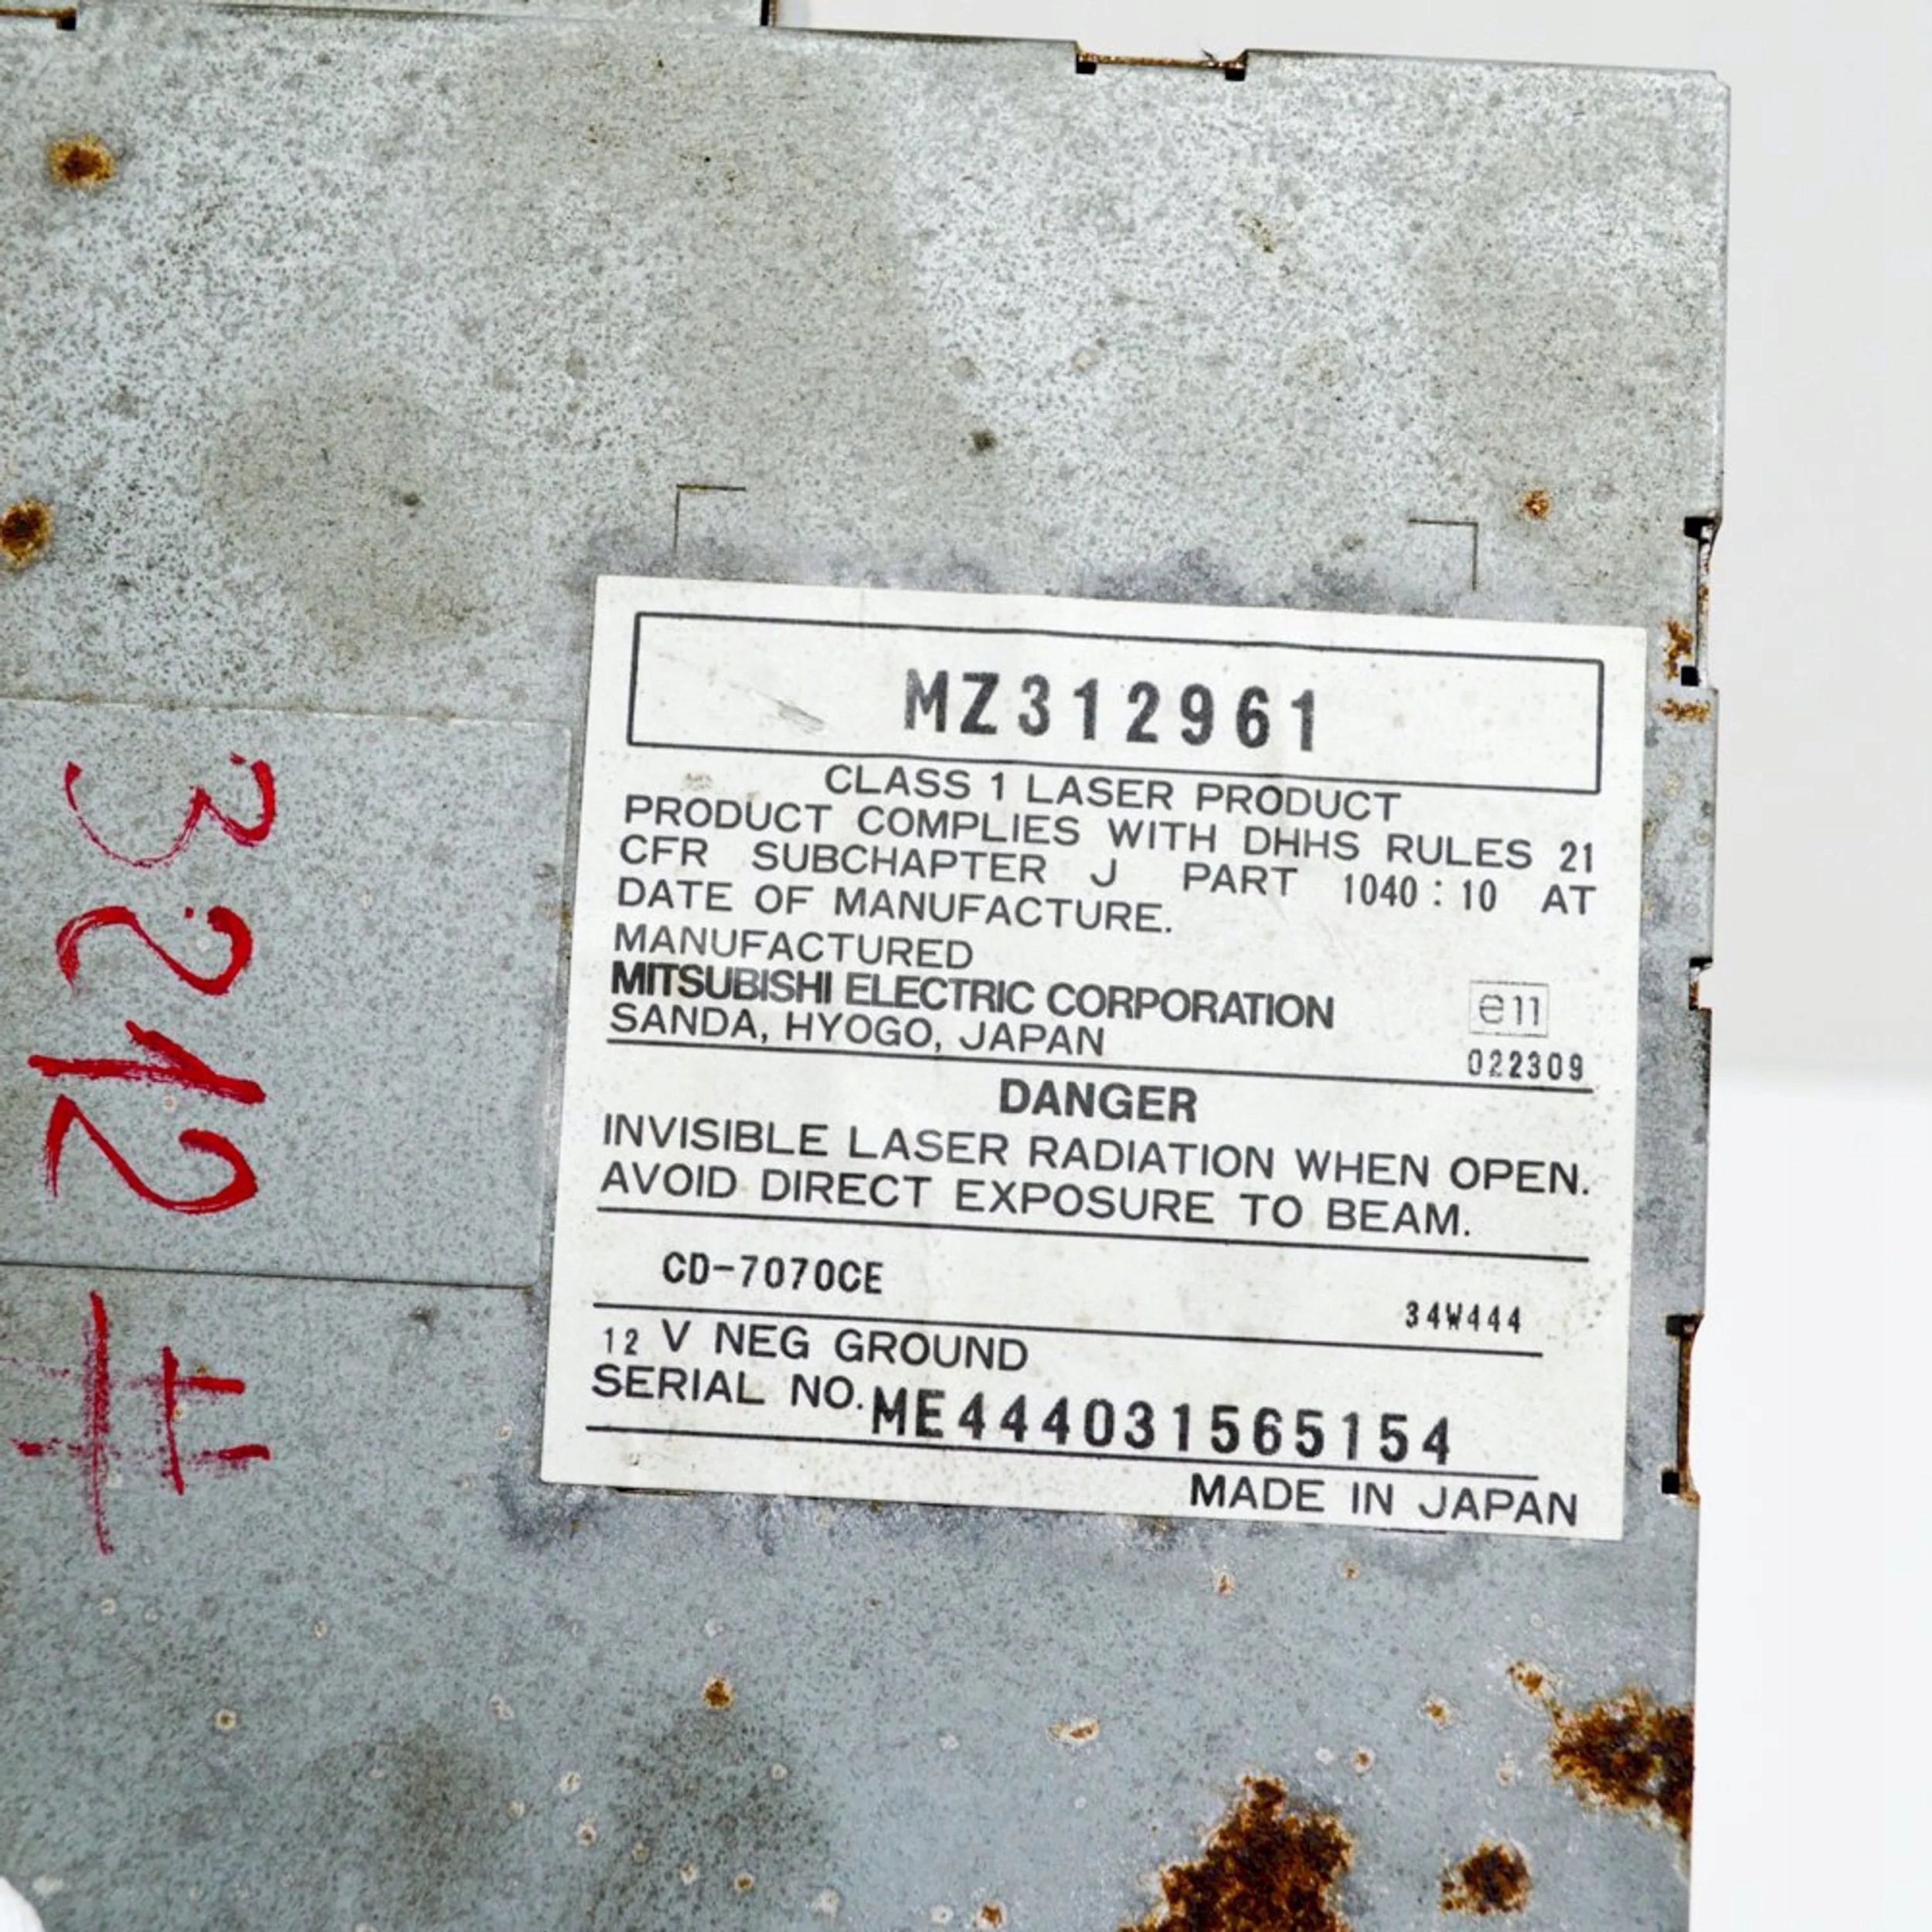 MZ312961
CLASS 1 LASER PRODUCT
PRODUCT COMPLIES WITH DHHS RULES 21
CFR SUBCHAPTER J PART 1040:10 AT
DATE OF MANUFACTURE.
MANUFACTURED
MITSUBISHI ELECTRIC CORPORATION
SANDA, HYOGO, JAPAN
e11
022309
DANGER
INVISIBLE LASER RADIATION WHEN OPEN.
AVOID DIRECT EXPOSURE TO BEAM.
CD-7070CE
34W444
12 V NEG GROUND
SERIAL NO. ME444031565154
MADE IN JAPAN
3212 #